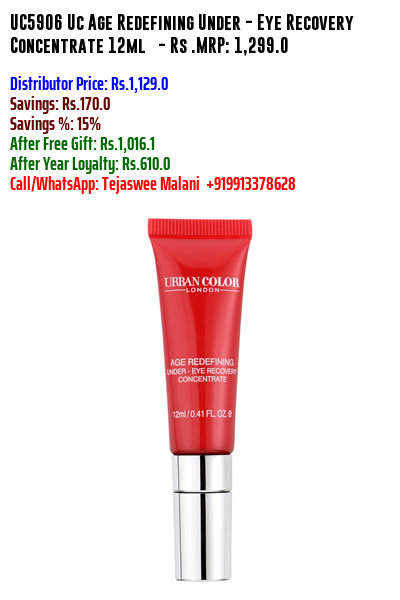 UC5906 Uc Age Redefining Under - Eye Recovery
Concentrate 12ml - Rs .MRP: 1,299.0
Distributor Price: Rs.1,129.0
Savings: Rs.170.0
Savings %: 15%
After Free Gift: Rs.1,016.1
After Year Loyalty: Rs.610.0
Call/WhatsApp: Tejaswee Malani +919913378628
URBAN COLOR
LONDON
AGE REDEFINING
UNDER - EYE RECOVERY
CONCENTRATE
12ml / 0.41 FL. OZ. e